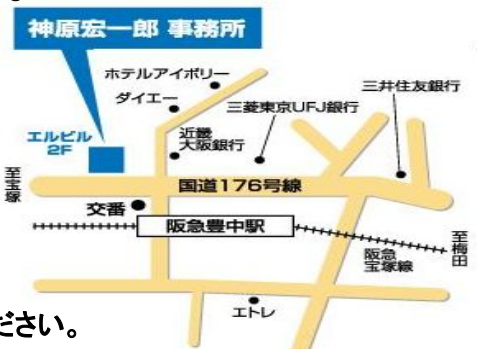 神原宏一郎 事務所
ホテルアイボリー
ダイエー
三井住友銀行
三菱東京UFJ銀行
エルビル
2F
近畿
大阪銀行
至宝塚
国道176号線
交番
阪急豊中駅
至梅田
阪急
宝塚線
エトレ
ださい。